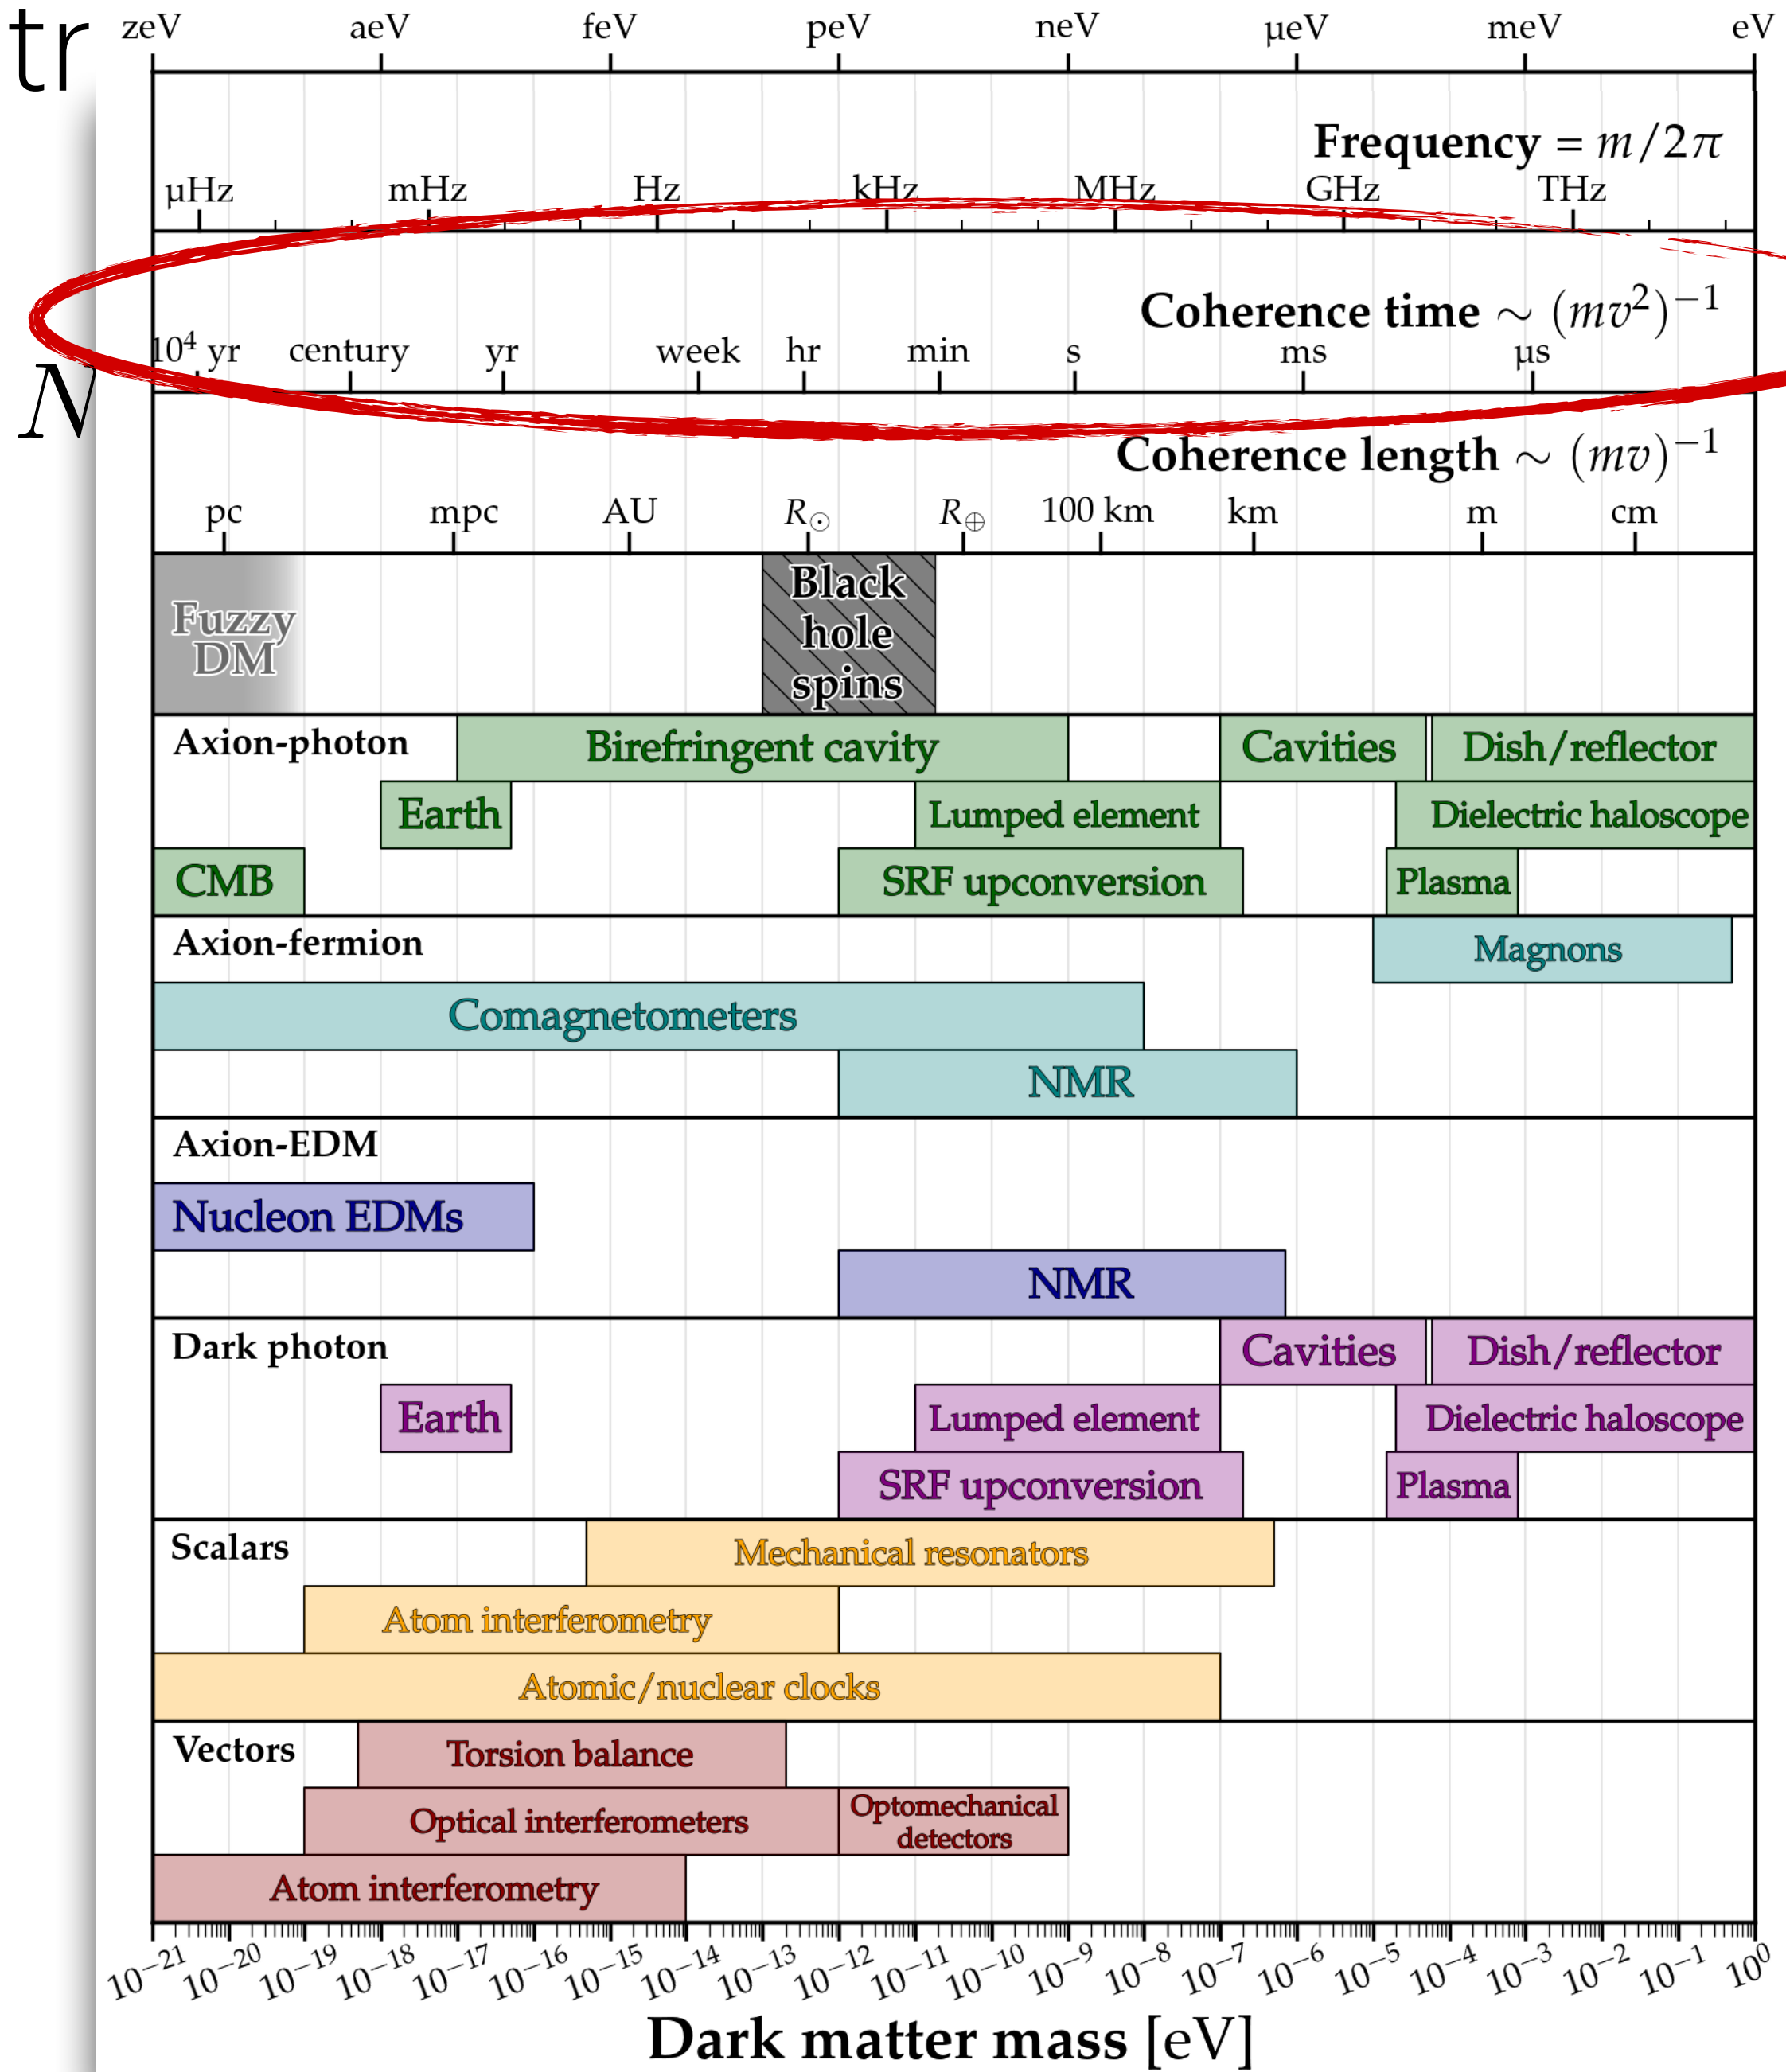 tr
zeV aeV feV peV neV μeV meV eV
Frequency = m/2π
μHz mHz Hz kHz MHz GHz THz
Coherence time ∼ (mv²)⁻¹
10⁴ yr century yr week hr min s ms μs
N
Coherence length ∼ (mv)⁻¹
pc mpc AU R☉ R⊕ 100 km km m cm
Fuzzy
DM
Black
hole
spins
Axion-photon
Birefringent cavity Cavities Dish/reflector
Earth Lumped element Dielectric haloscope
CMB SRF upconversion Plasma
Axion-fermion
Magnons
Comagnetometers
NMR
Axion-EDM
Nucleon EDMs
NMR
Dark photon
Cavities Dish/reflector
Earth Lumped element Dielectric haloscope
SRF upconversion Plasma
Scalars
Mechanical resonators
Atom interferometry
Atomic/nuclear clocks
Vectors
Torsion balance
Optical interferometers
Optomechanical
detectors
Atom interferometry
10⁻²¹ 10⁻²⁰ 10⁻¹⁹ 10⁻¹⁸ 10⁻¹⁷ 10⁻¹⁶ 10⁻¹⁵ 10⁻¹⁴ 10⁻¹³ 10⁻¹² 10⁻¹¹ 10⁻¹⁰ 10⁻⁹ 10⁻⁸ 10⁻⁷ 10⁻⁶ 10⁻⁵ 10⁻⁴ 10⁻³ 10⁻² 10⁻¹ 10⁰
Dark matter mass [eV]